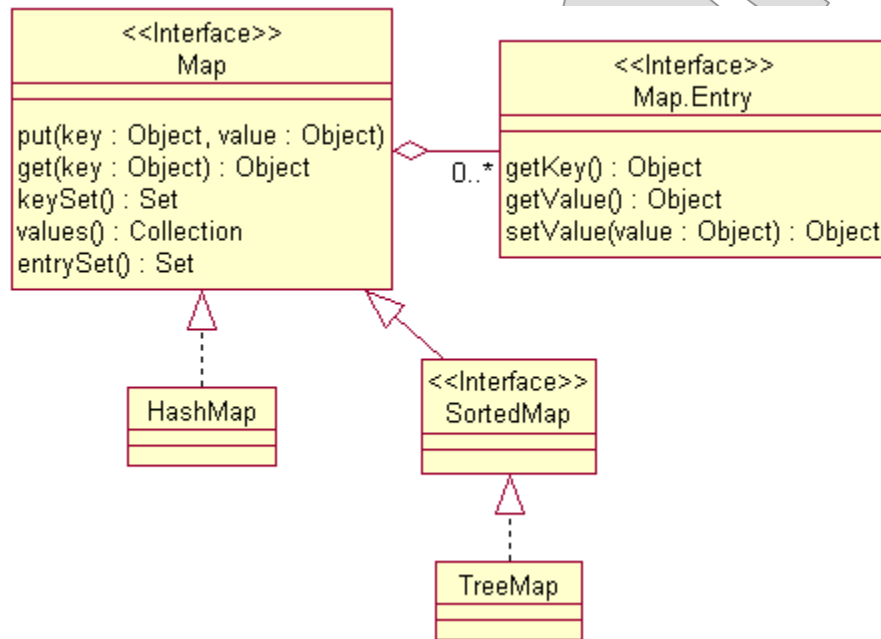 <<Interface>>
Map
put(key : Object, value : Object)
get(key : Object) : Object
keySet() : Set
values() : Collection
entrySet() : Set
0..*
<<Interface>>
Map.Entry
getKey() : Object
getValue() : Object
setValue(value : Object) : Object
HashMap
<<Interface>>
SortedMap
TreeMap